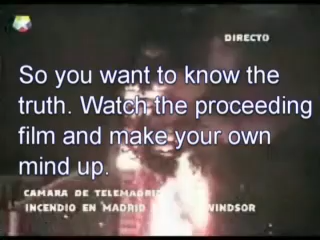 DIRECTO
So you want to know the
truth. Watch the proceeding
film and make your own
mind up.
CAMARA DE TELEMADRID
INCENDIO EN MADRID WINDSOR